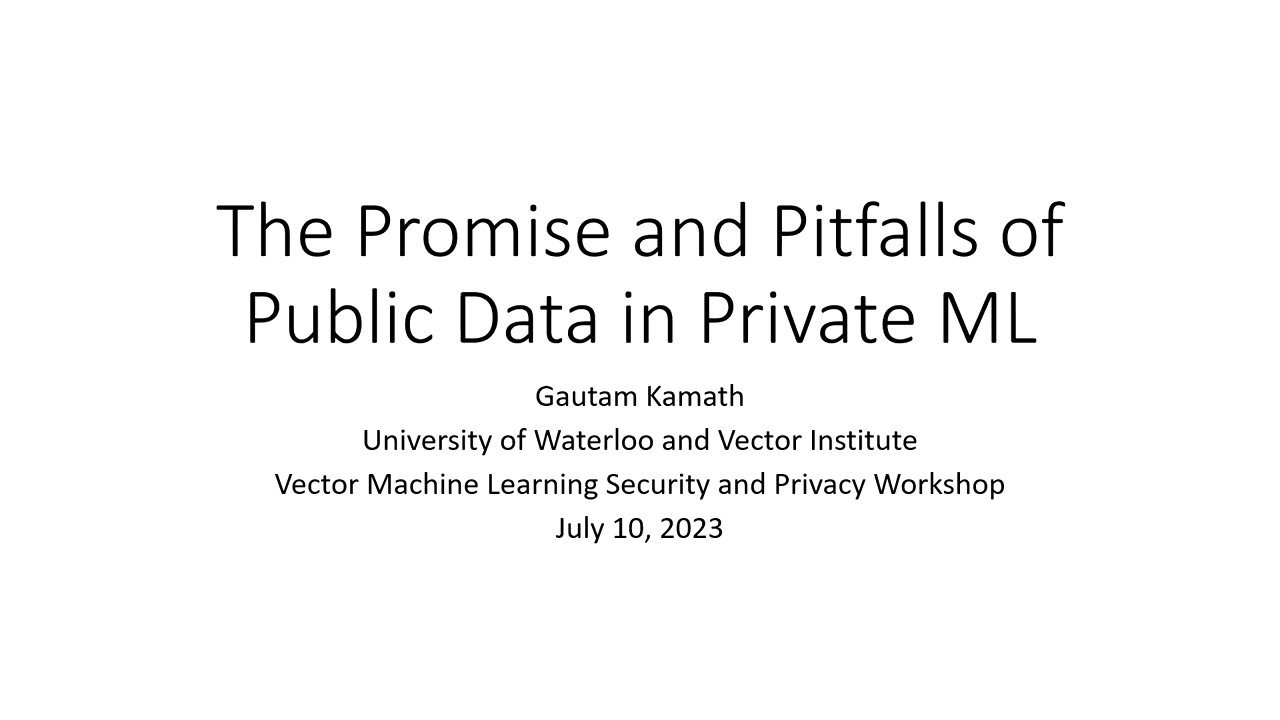 The Promise and Pitfalls of
Public Data in Private ML
Gautam Kamath
University of Waterloo and Vector Institute
Vector Machine Learning Security and Privacy Workshop
July 10, 2023